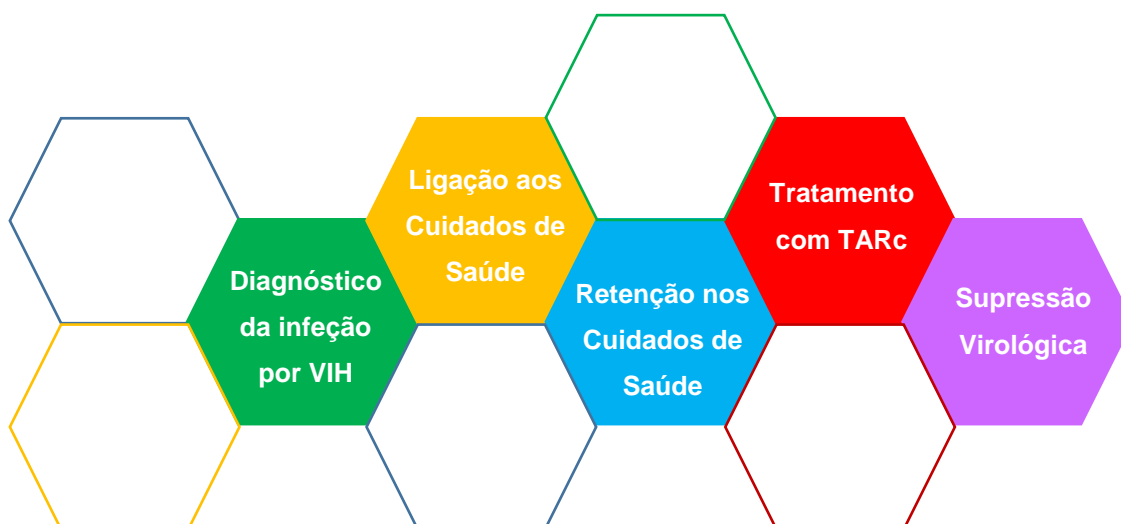 Diagnóstico
da infeção
por VIH
Ligação aos
Cuidados de
Saúde
Retenção nos
Cuidados de
Saúde
Tratamento
com TARc
Supressão
Virológica